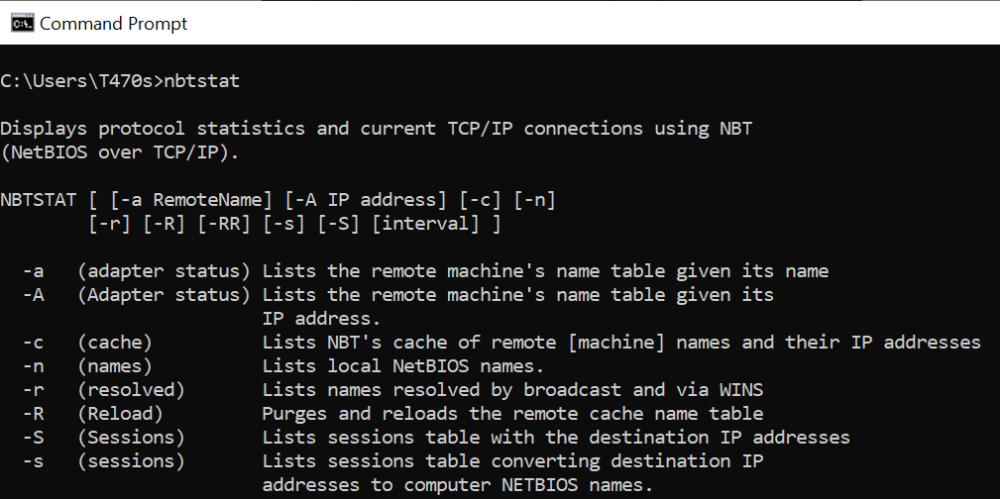 Command Prompt
C:\Users\T470s>nbtstat
Displays protocol statistics and current TCP/IP connections using NBT
(NetBIOS over TCP/IP).
NBTSTAT [ [-a RemoteName] [-A IP address] [-c] [-n]
[-r] [-R] [-RR] [-s] [-S] [interval] ]
-a (adapter status) Lists the remote machine's name table given its name
-A (Adapter status) Lists the remote machine's name table given its
IP address.
-c (cache) Lists NBT's cache of remote [machine] names and their IP addresses
-n (names) Lists local NetBIOS names.
-r (resolved) Lists names resolved by broadcast and via WINS
-R (Reload) Purges and reloads the remote cache name table
-S (Sessions) Lists sessions table with the destination IP addresses
-s (sessions) Lists sessions table converting destination IP
addresses to computer NETBIOS names.